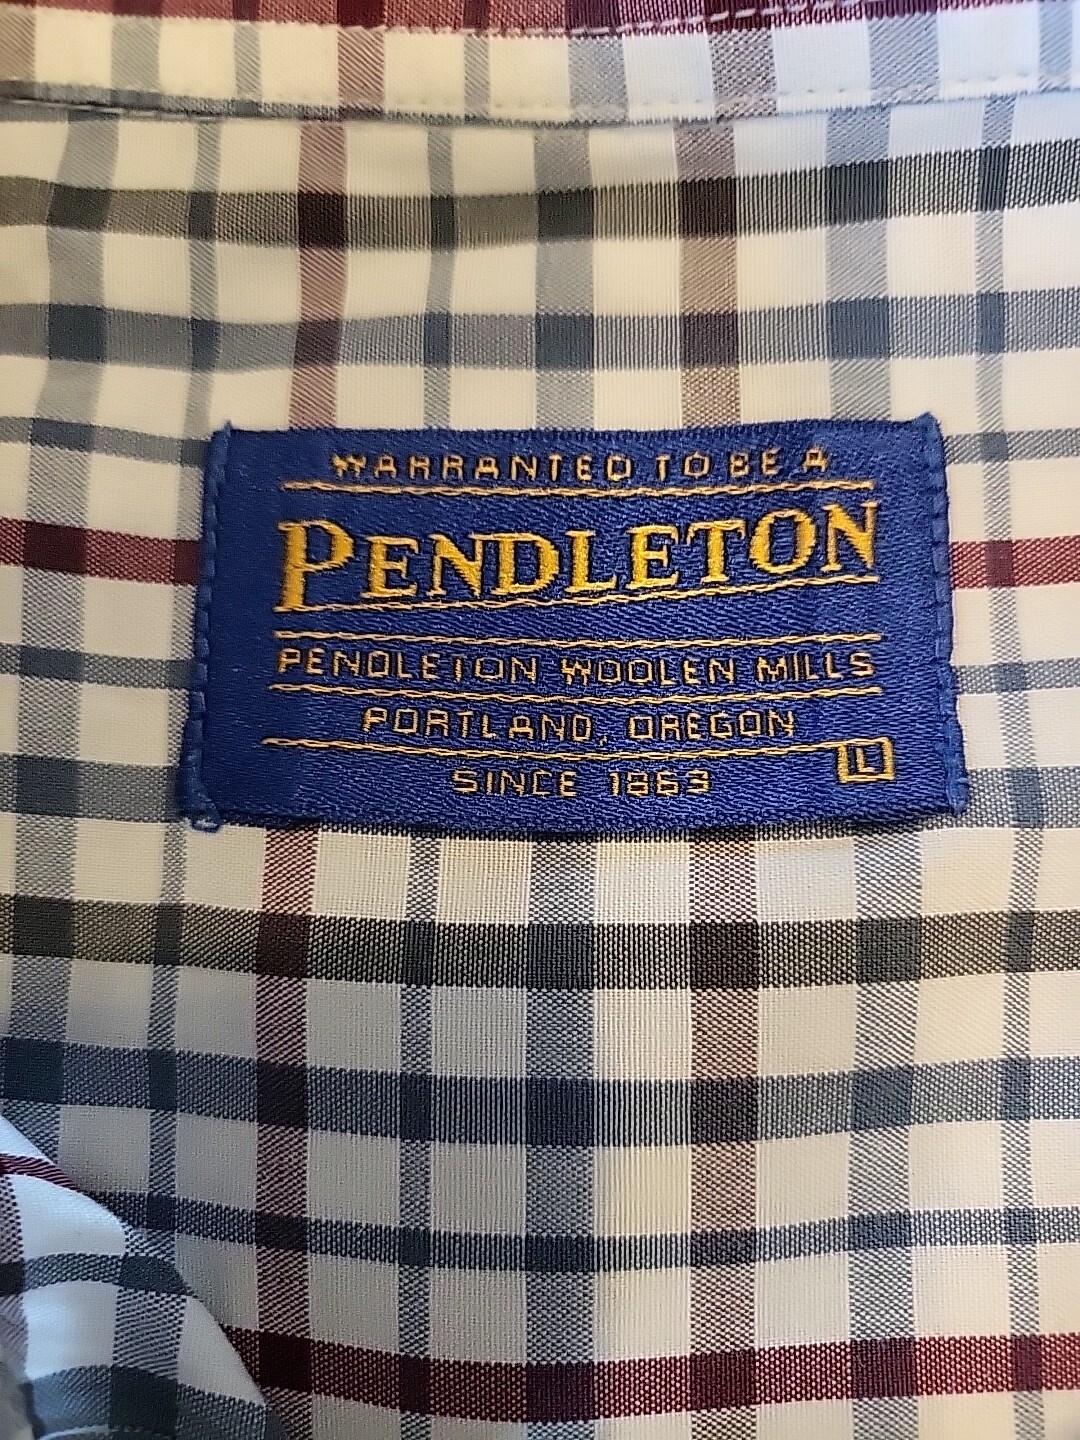 WARRANTED TO BE A
PENDLETON
PENDLETON WOOLEN MILLS
PORTLAND, OREGON
L
SINCE 1863